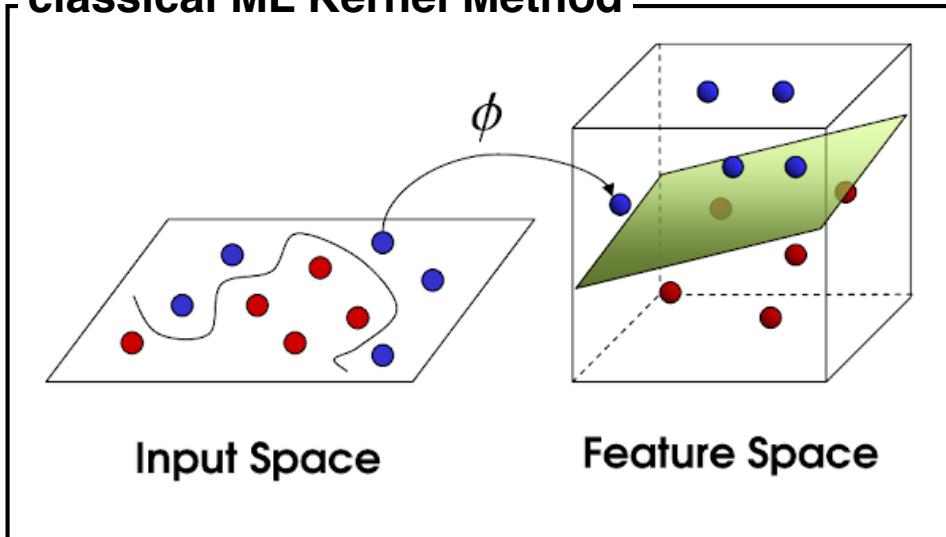 classical ML Kernel Method
ϕ
Input Space
Feature Space